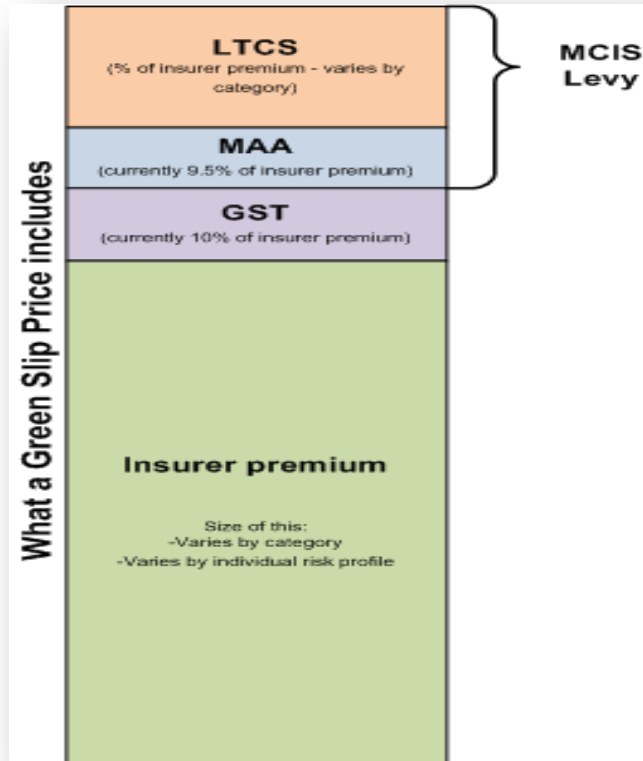 What a Green Slip Price includes
LTCS
(% of insurer premium - varies by
category)
MCIS
Levy
MAA
(currently 9.5% of insurer premium)
GST
(currently 10% of insurer premium)
Insurer premium
Size of this:
-Varies by category
-Varies by individual risk profile